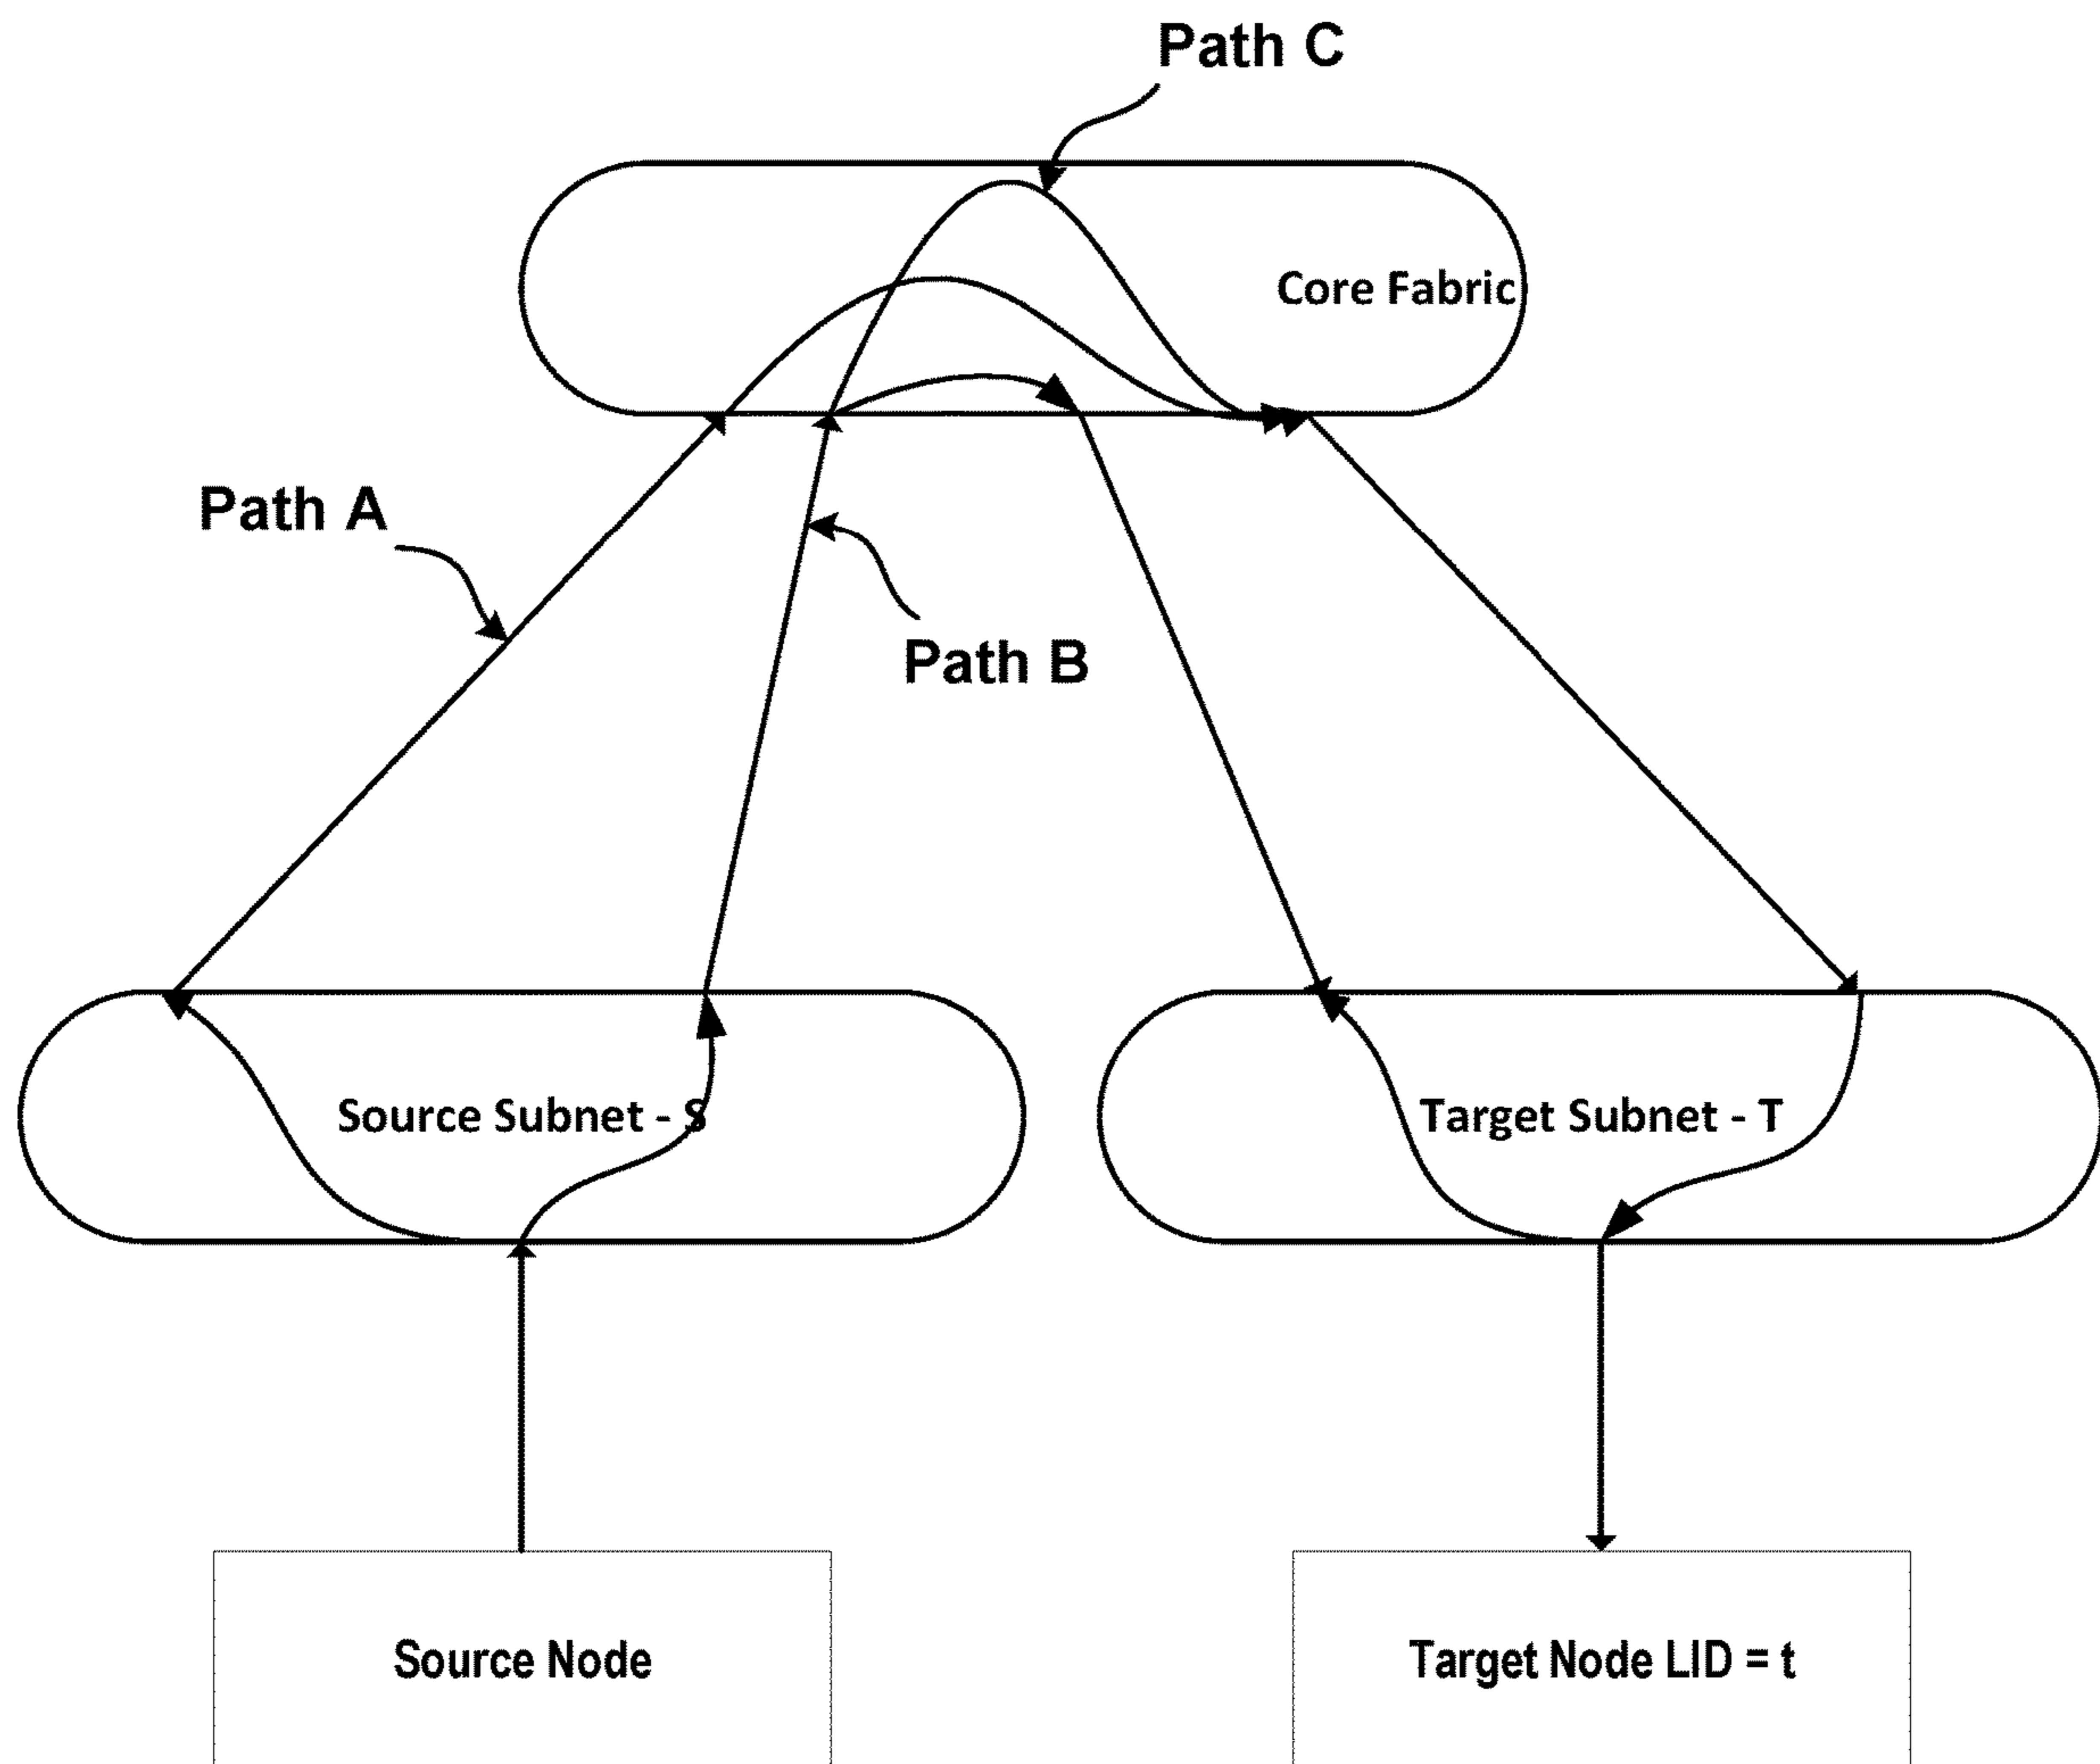 Path C
Core Fabric
Path A
Path B
Source Subnet - S
Target Subnet - T
Source Node
Target Node LID = t